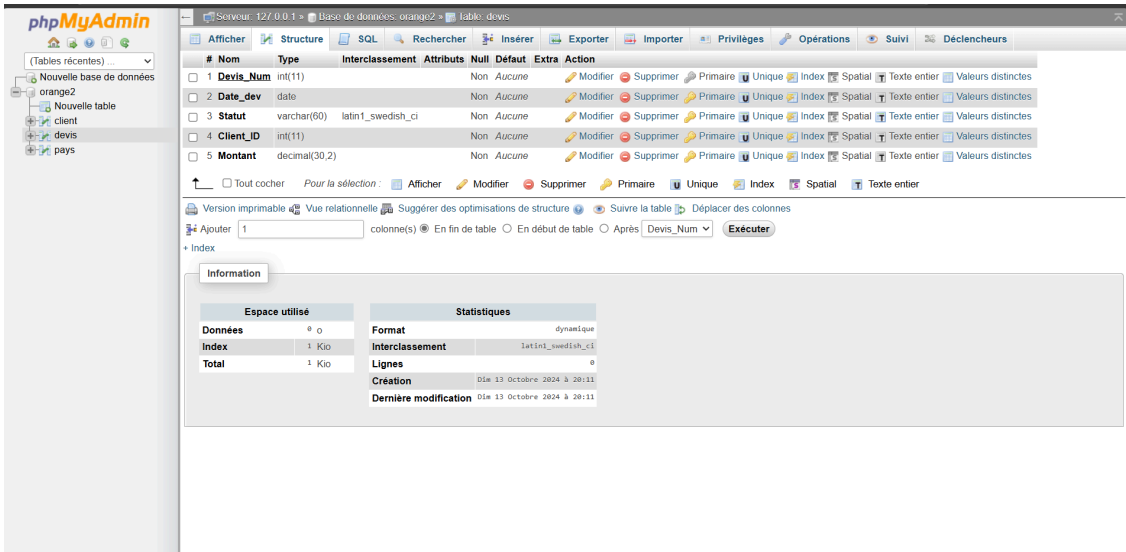 phpMyAdmin
(Tables récentes) ...
Nouvelle base de données
orange2
Nouvelle table
client
devis
pays
Serveur: 127.0.0.1 » Base de données: orange2 » Table: devis
Afficher Structure SQL Rechercher Insérer Exporter Importer Privilèges Opérations Suivi Déclencheurs
# Nom Type Interclassement Attributs Null Défaut Extra Action
1 Devis_Num int(11) Non Aucune Modifier Supprimer Primaire Unique Index Spatial Texte entier Valeurs distinctes
2 Date_dev date Non Aucune Modifier Supprimer Primaire Unique Index Spatial Texte entier Valeurs distinctes
3 Statut varchar(60) latin1_swedish_ci Non Aucune Modifier Supprimer Primaire Unique Index Spatial Texte entier Valeurs distinctes
4 Client_ID int(11) Non Aucune Modifier Supprimer Primaire Unique Index Spatial Texte entier Valeurs distinctes
5 Montant decimal(30,2) Non Aucune Modifier Supprimer Primaire Unique Index Spatial Texte entier Valeurs distinctes
Tout cocher Pour la sélection : Afficher Modifier Supprimer Primaire Unique Index Spatial Texte entier
Version imprimable Vue relationnelle Suggérer des optimisations de structure Suivre la table Déplacer des colonnes
Ajouter 1 colonne(s) En fin de table En début de table Après Devis_Num Exécuter
+ Index
Information
Espace utilisé
Données 0 o
Index 1 Kio
Total 1 Kio
Statistiques
Format dynamique
Interclassement latin1_swedish_ci
Lignes 0
Création Dim 13 Octobre 2024 à 20:11
Dernière modification Dim 13 Octobre 2024 à 20:11